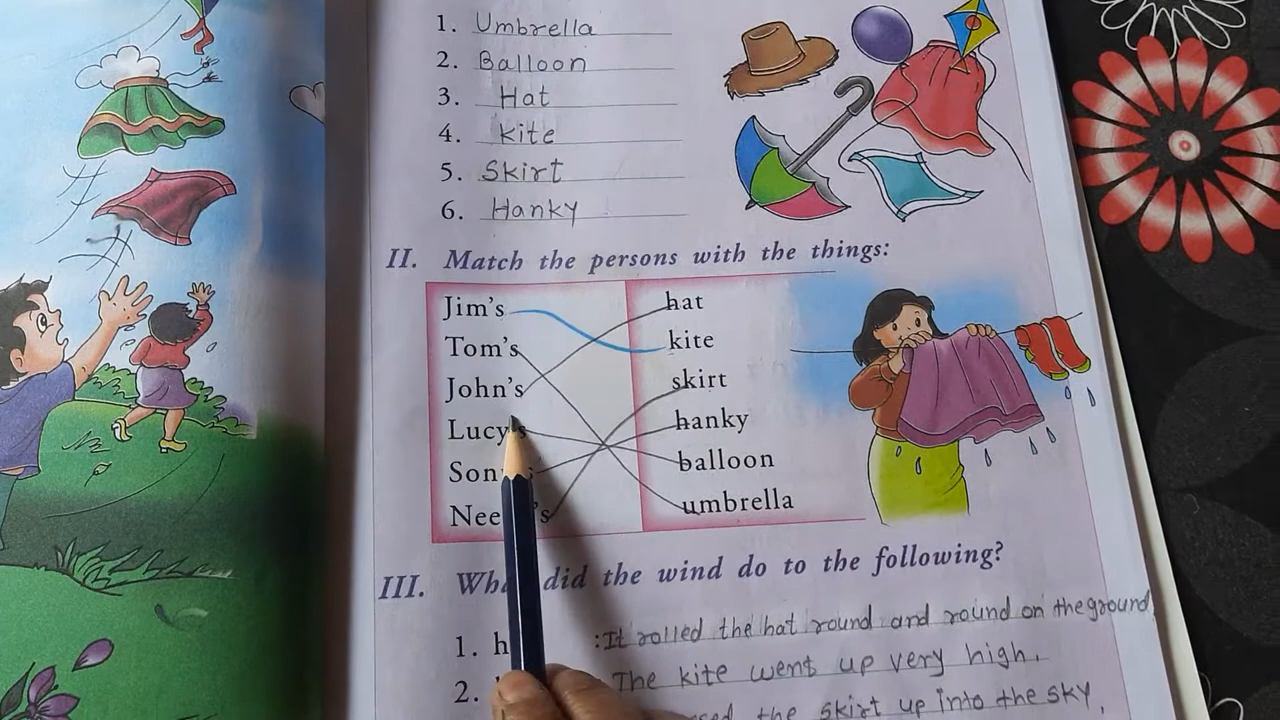 1. Umbrella
2. Balloon
3. Hat
4. Kite
5. Skirt
6. Hanky
II. Match the persons with the things:
Jim's hat
Tom's kite
John's skirt
Lucy's hanky
balloon
umbrella
III. did the wind do to the following?
1. :It rolled the hat round and round on the ground
2. The kite went up very high.
the skirt up into the sky.